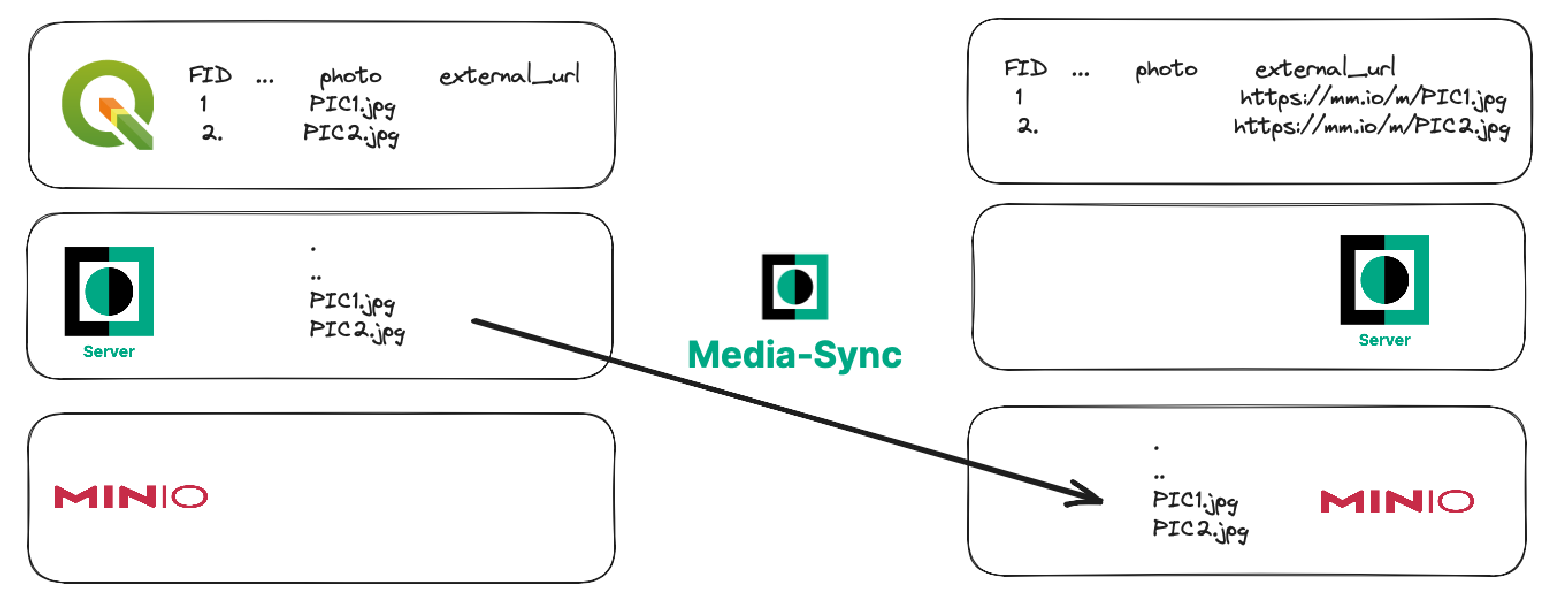 FID ... photo external_url
1 PIC1.jpg
2. PIC2.jpg
.
..
PIC1.jpg
PIC2.jpg
Server
MINIO
Media-Sync
FID ... photo external_url
1 https://mm.io/m/PIC1.jpg
2. https://mm.io/m/PIC2.jpg
Server
.
..
PIC1.jpg
PIC2.jpg
MINIO